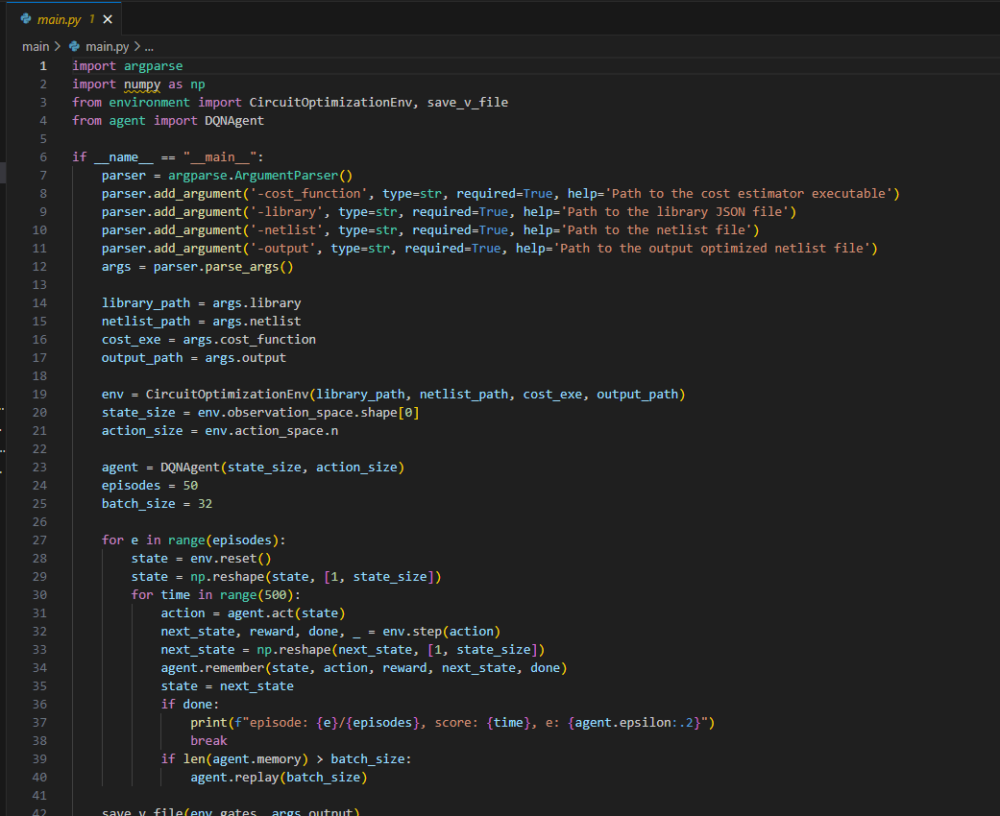 main.py 1 ×
main > main.py > ...
1 import argparse
2 import numpy as np
3 from environment import CircuitOptimizationEnv, save_v_file
4 from agent import DQNAgent
5
6 if __name__ == "__main__":
7     parser = argparse.ArgumentParser()
8     parser.add_argument('-cost_function', type=str, required=True, help='Path to the cost estimator executable')
9     parser.add_argument('-library', type=str, required=True, help='Path to the library JSON file')
10     parser.add_argument('-netlist', type=str, required=True, help='Path to the netlist file')
11     parser.add_argument('-output', type=str, required=True, help='Path to the output optimized netlist file')
12     args = parser.parse_args()
13
14     library_path = args.library
15     netlist_path = args.netlist
16     cost_exe = args.cost_function
17     output_path = args.output
18
19     env = CircuitOptimizationEnv(library_path, netlist_path, cost_exe, output_path)
20     state_size = env.observation_space.shape[0]
21     action_size = env.action_space.n
22
23     agent = DQNAgent(state_size, action_size)
24     episodes = 50
25     batch_size = 32
26
27     for e in range(episodes):
28         state = env.reset()
29         state = np.reshape(state, [1, state_size])
30         for time in range(500):
31             action = agent.act(state)
32             next_state, reward, done, _ = env.step(action)
33             next_state = np.reshape(next_state, [1, state_size])
34             agent.remember(state, action, reward, next_state, done)
35             state = next_state
36             if done:
37                 print(f"episode: {e}/{episodes}, score: {time}, e: {agent.epsilon:.2}")
38                 break
39             if len(agent.memory) > batch_size:
40                 agent.replay(batch_size)
41
42     save_v_file(env.gates, args.output)